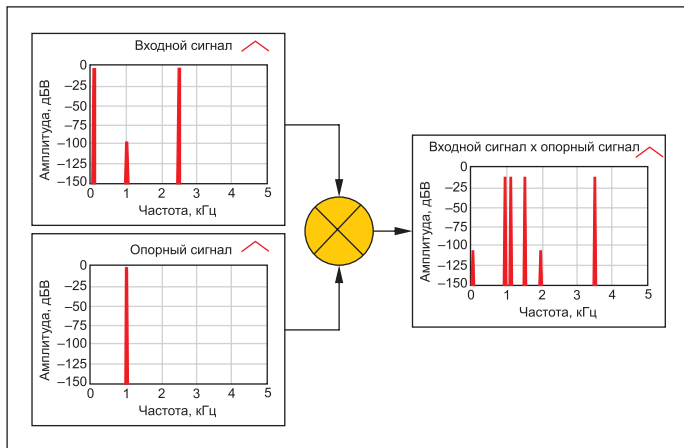 Входной сигнал
Амплитуда, дБВ
0
–25
–50
–75
–100
–125
–150
0 1 2 3 4 5
Частота, кГц
Опорный сигнал
Амплитуда, дБВ
0
–25
–50
–75
–100
–125
–150
0 1 2 3 4 5
Частота, кГц
Входной сигнал x опорный сигнал
Амплитуда, дБВ
0
–25
–50
–75
–100
–125
–150
0 1 2 3 4 5
Частота, кГц